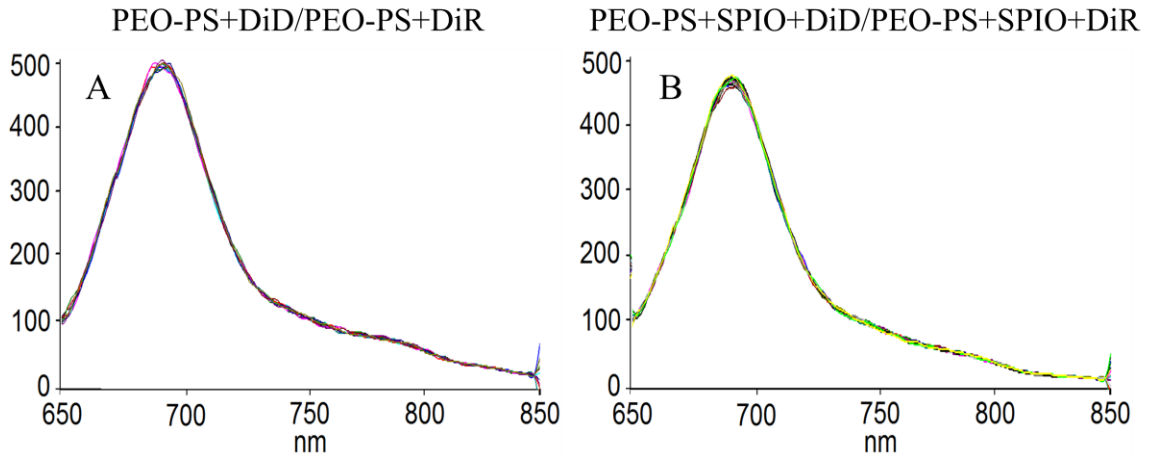 PEO-PS+DiD/PEO-PS+DiR
A
500
400
300
200
100
0
650 700 750 800 850
nm
PEO-PS+SPIO+DiD/PEO-PS+SPIO+DiR
B
500
400
300
200
100
0
650 700 750 800 850
nm